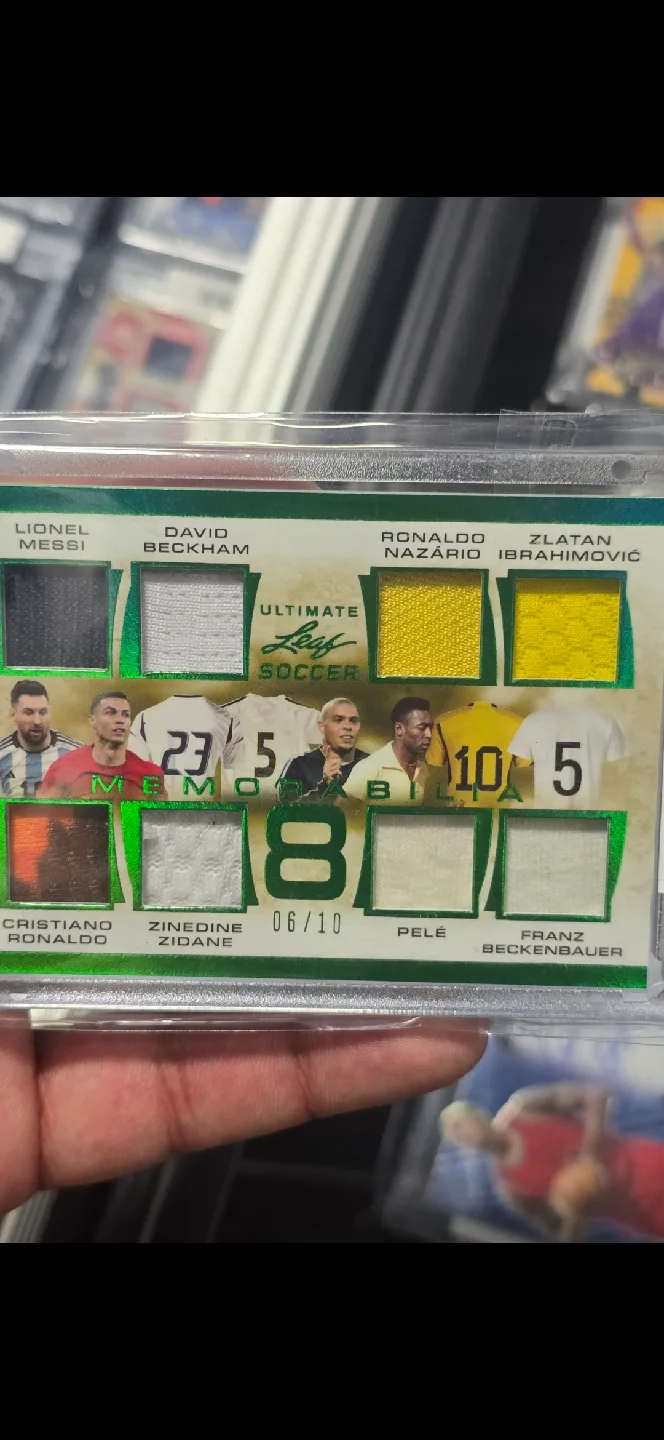 LIONEL
MESSI
DAVID
BECKHAM
RONALDO
NAZÁRIO
ZLATAN
IBRAHIMOVIĆ
ULTIMATE
Leaf
SOCCER
23
5
10
5
MEMORABILIA
8
06/10
CRISTIANO
RONALDO
ZINEDINE
ZIDANE
PELÉ
FRANZ
BECKENBAUER